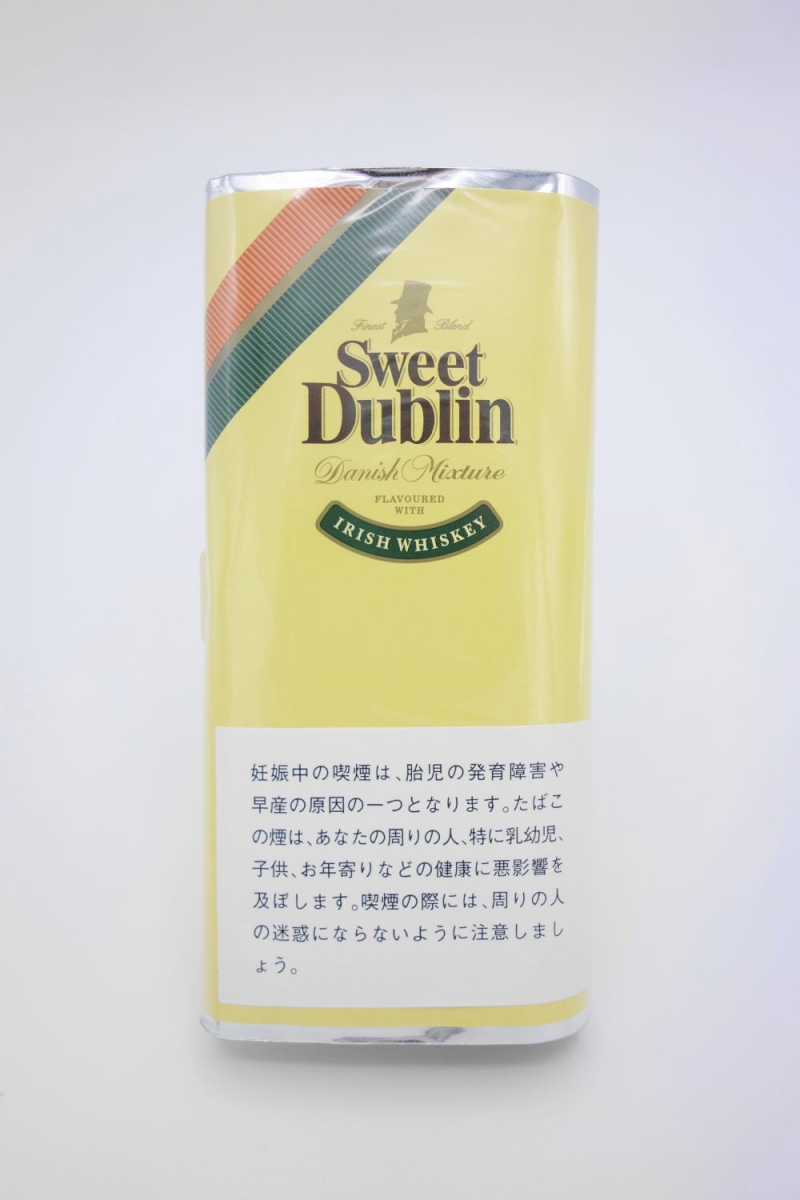 Finest Blend
Sweet
Dublin
Danish Mixture
FLAVOURED
WITH
IRISH WHISKEY
妊娠中の喫煙は、胎児の発育障害や
早産の原因の一つとなります。たばこ
の煙は、あなたの周りの人、特に乳幼児、
子供、お年寄りなどの健康に悪影響を
及ぼします。喫煙の際には、周りの人
の迷惑にならないように注意しまし
ょう。